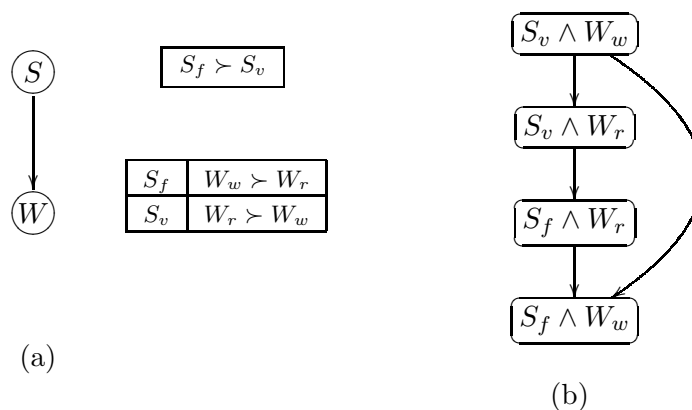 S
S_f ≻ S_v
W
S_f W_w ≻ W_r
S_v W_r ≻ W_w
(a)
S_v ∧ W_w
S_v ∧ W_r
S_f ∧ W_r
S_f ∧ W_w
(b)